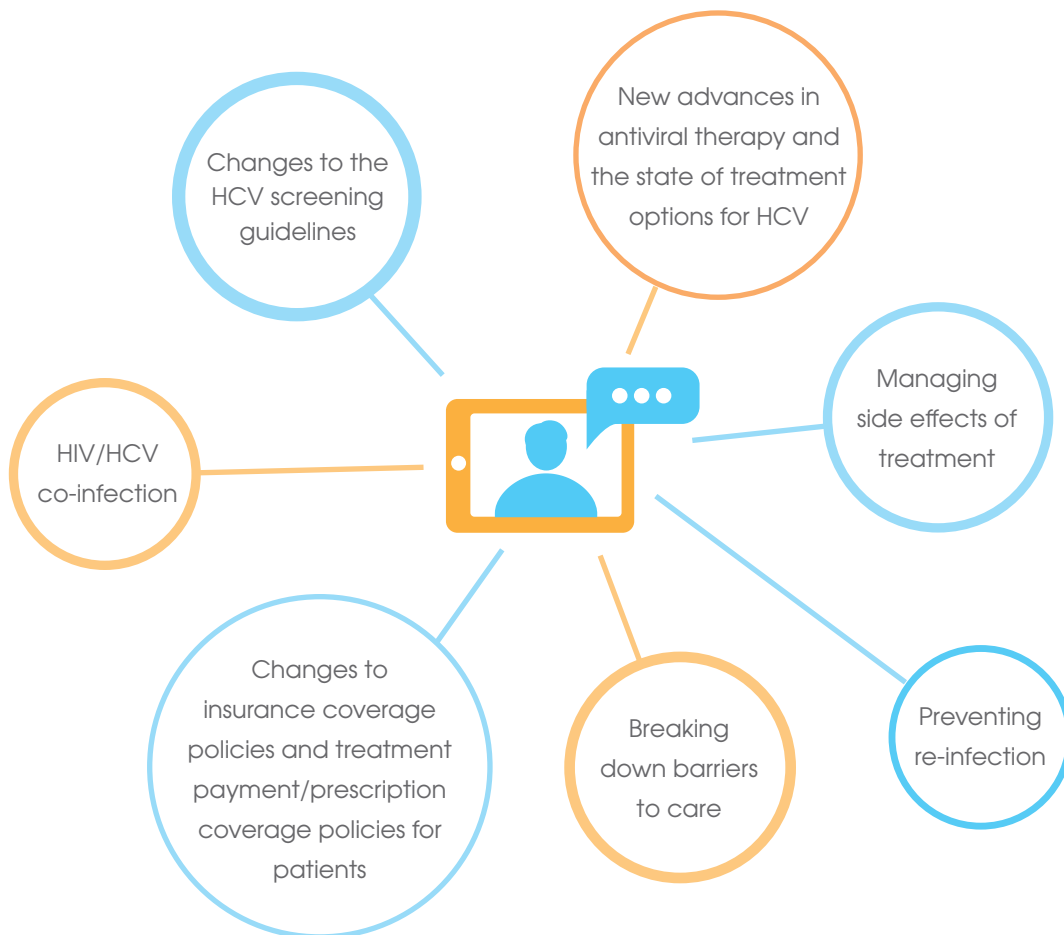 New advances in
antiviral therapy and
the state of treatment
options for HCV
Changes to the
HCV screening
guidelines
Managing
side effects of
treatment
HIV/HCV
co-infection
Changes to
insurance coverage
policies and treatment
payment/prescription
coverage policies for
patients
Breaking
down barriers
to care
Preventing
re-infection